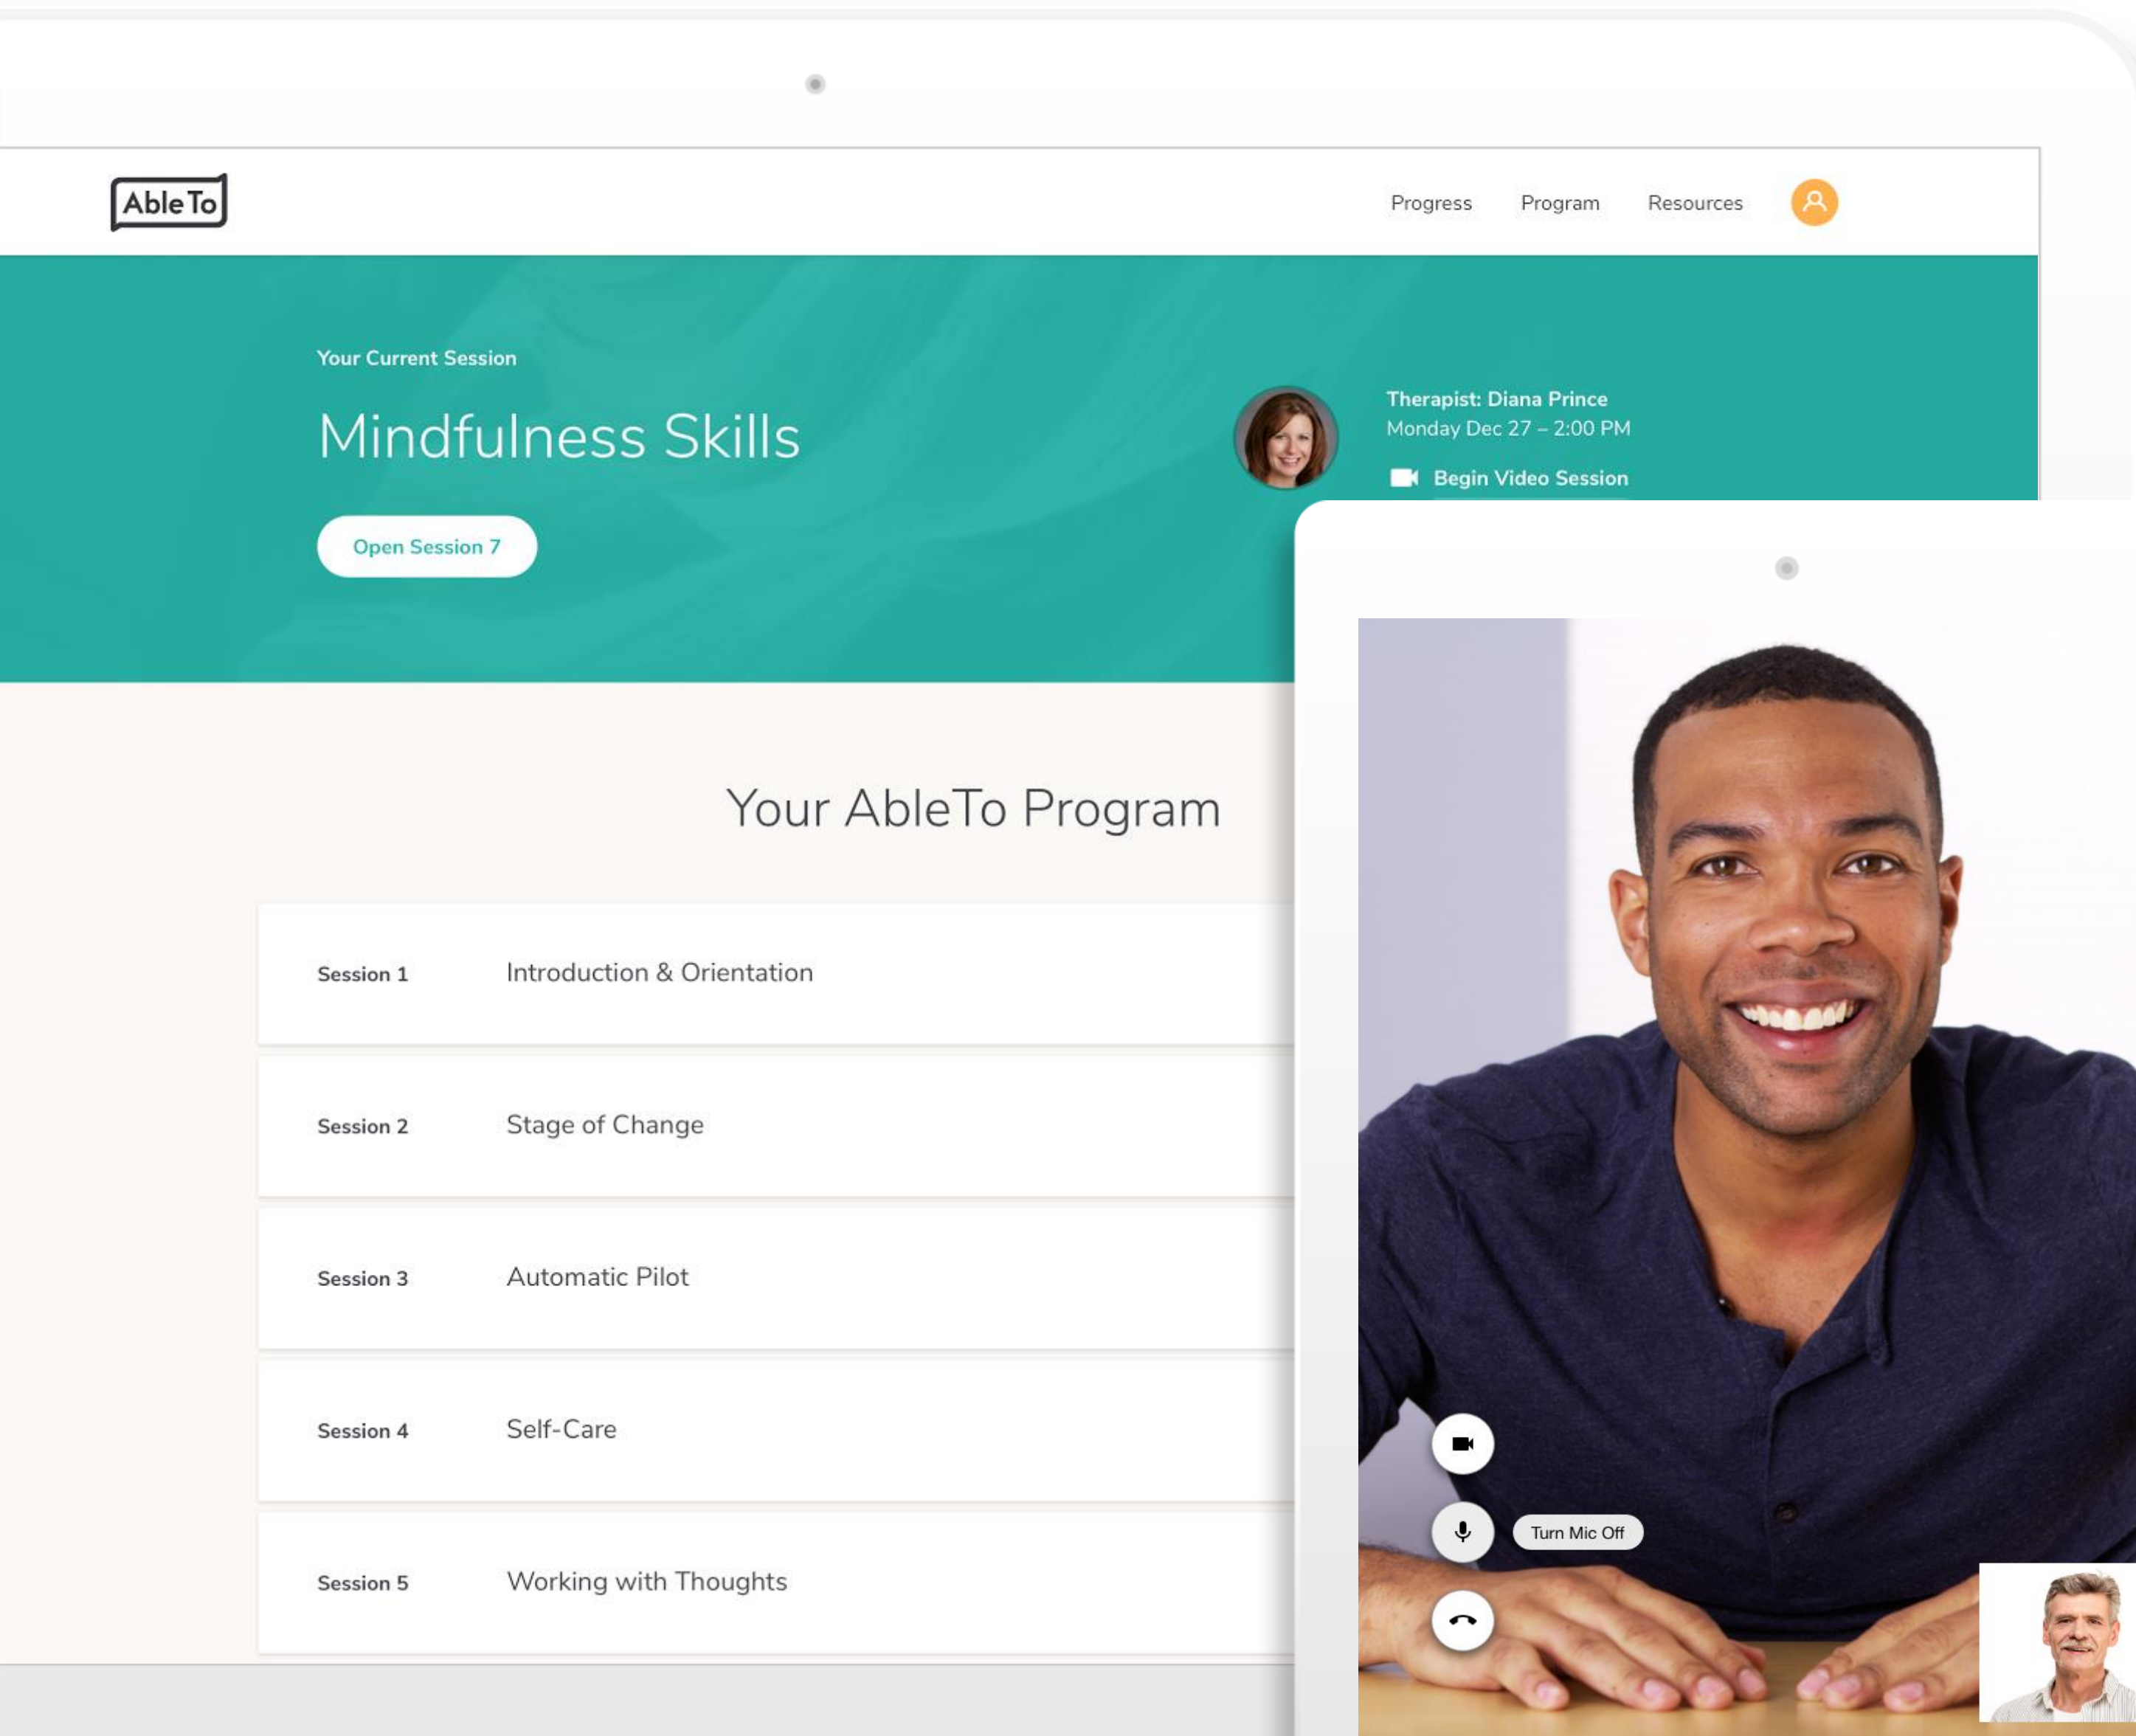 AbleTo
Progress
Program
Resources
Your Current Session
Mindfulness Skills
Open Session 7
Therapist: Diana Prince
Monday Dec 27 – 2:00 PM
Begin Video Session
Your AbleTo Program
Session 1 Introduction & Orientation
Session 2 Stage of Change
Session 3 Automatic Pilot
Session 4 Self-Care
Session 5 Working with Thoughts
Turn Mic Off